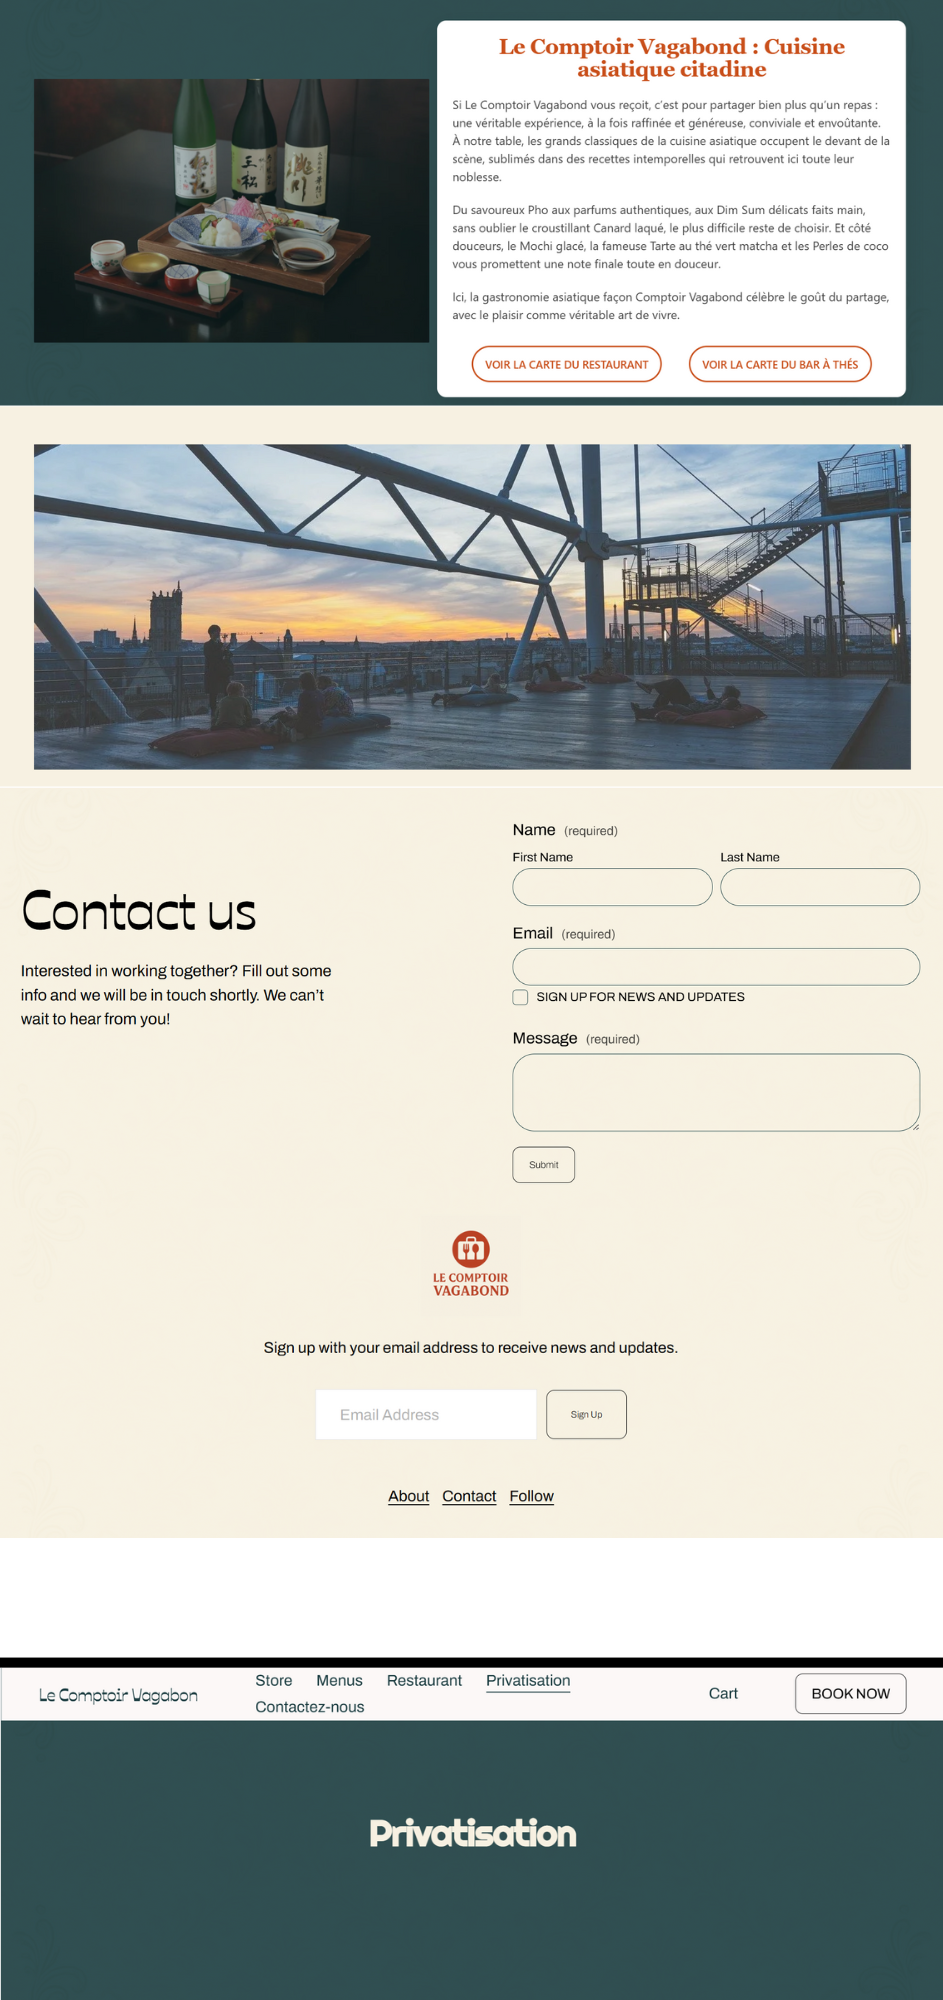 Le Comptoir Vagabond : Cuisine
asiatique citadine
Si Le Comptoir Vagabond vous reçoit, c'est pour partager bien plus qu'un repas :
une véritable expérience, à la fois raffinée et généreuse, conviviale et envoûtante.
À notre table, les grands classiques de la cuisine asiatique occupent le devant de la
scène, sublimés dans des recettes intemporelles qui retrouvent ici toute leur
noblesse.
Du savoureux Pho aux parfums authentiques, aux Dim Sum délicats faits main,
sans oublier le croustillant Canard laqué, le plus difficile reste de choisir. Et côté
douceurs, le Mochi glacé, la fameuse Tarte au thé vert matcha et les Perles de coco
vous promettent une note finale toute en douceur.
Ici, la gastronomie asiatique façon Comptoir Vagabond célèbre le goût du partage,
avec le plaisir comme véritable art de vivre.
VOIR LA CARTE DU RESTAURANT
VOIR LA CARTE DU BAR À THÉS
Contact us
Interested in working together? Fill out some
info and we will be in touch shortly. We can't
wait to hear from you!
Name (required)
First Name
Last Name
Email (required)
SIGN UP FOR NEWS AND UPDATES
Message (required)
Submit
LE COMPTOIR
VAGABOND
Sign up with your email address to receive news and updates.
Email Address
Sign Up
About Contact Follow
Le Comptoir Vagabon
Store Menus Restaurant Privatisation
Contactez-nous
Cart
BOOK NOW
Privatisation